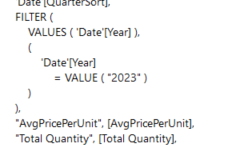 'Date'[QuarterSort],
FILTER (
VALUES ( 'Date'[Year] ),
(
'Date'[Year]
= VALUE ( "2023" )
)
),
"AvgPricePerUnit", [AvgPricePerUnit],
"Total Quantity", [Total Quantity],